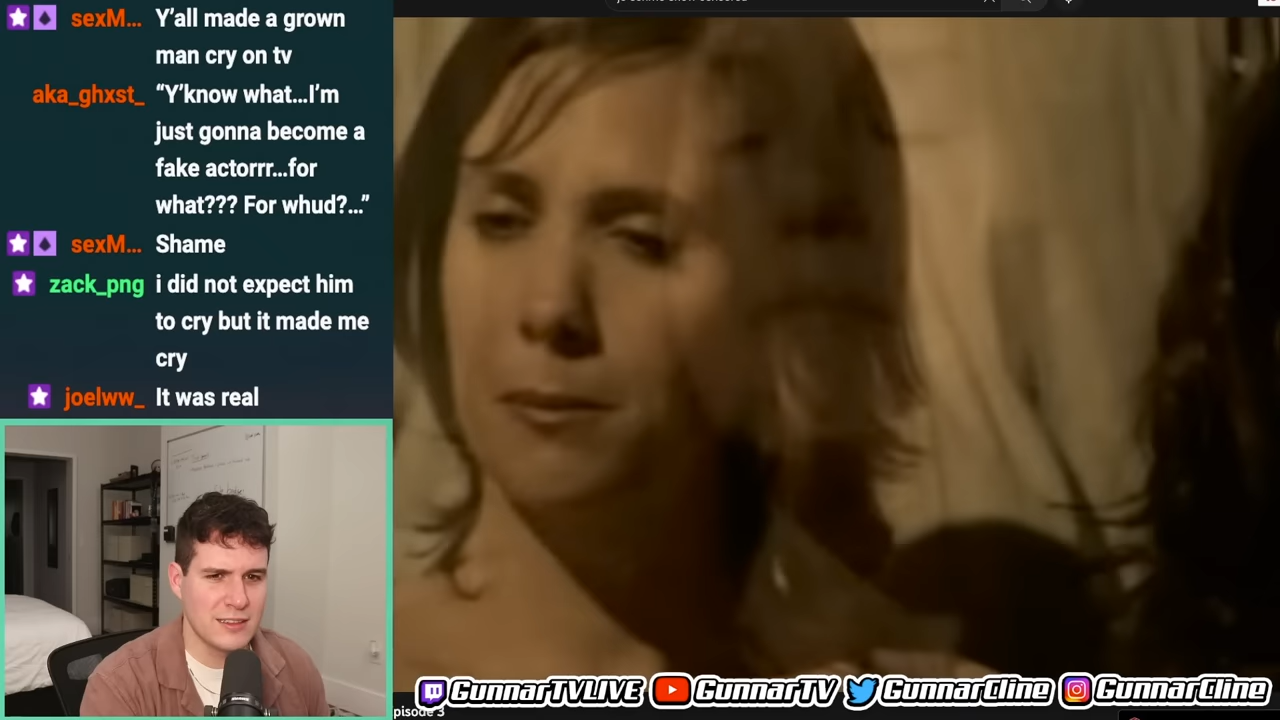 sexM... Y'all made a grown
man cry on tv
aka_ghxst_ “Y'know what...I'm
just gonna become a
fake actorrr...for
what??? For whud?...”
sexM... Shame
zack_png i did not expect him
to cry but it made me
cry
joelww_ It was real
GunnarTVLIVE GunnarTV GunnarCline GunnarCline
pisode 3